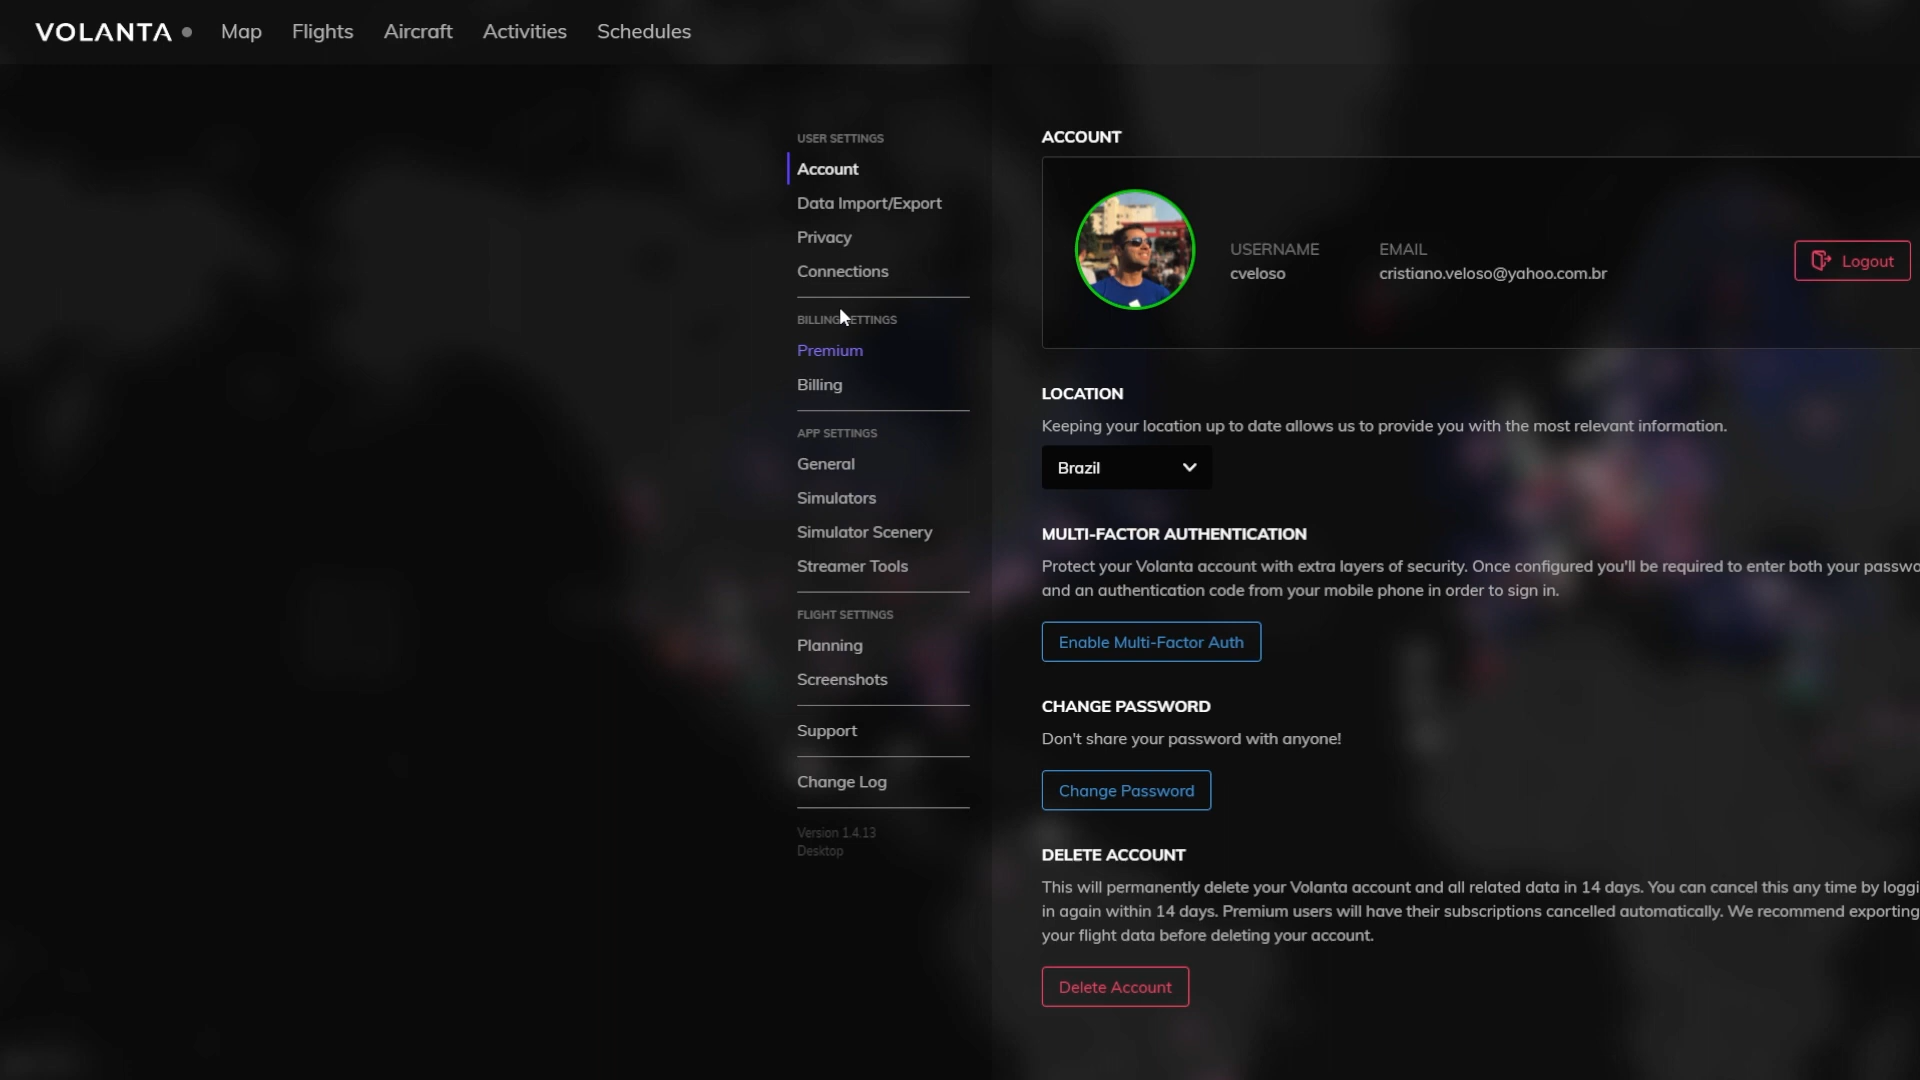 VOLANTA Map Flights Aircraft Activities Schedules
USER SETTINGS
Account
Data Import/Export
Privacy
Connections
BILLING SETTINGS
Premium
Billing
APP SETTINGS
General
Simulators
Simulator Scenery
Streamer Tools
FLIGHT SETTINGS
Planning
Screenshots
Support
Change Log
Version 1.4.13
Desktop
ACCOUNT
USERNAME
cveloso
EMAIL
cristiano.veloso@yahoo.com.br
Logout
LOCATION
Keeping your location up to date allows us to provide you with the most relevant information.
Brazil
MULTI-FACTOR AUTHENTICATION
Protect your Volanta account with extra layers of security. Once configured you'll be required to enter both your passwo
and an authentication code from your mobile phone in order to sign in.
Enable Multi-Factor Auth
CHANGE PASSWORD
Don't share your password with anyone!
Change Password
DELETE ACCOUNT
This will permanently delete your Volanta account and all related data in 14 days. You can cancel this any time by loggi
in again within 14 days. Premium users will have their subscriptions cancelled automatically. We recommend exporting
your flight data before deleting your account.
Delete Account